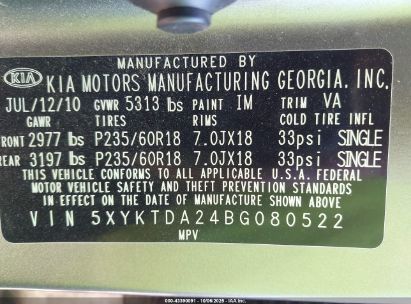 MANUFACTURED BY
KIA KIA MOTORS MANUFACTURING GEORGIA, INC.
JUL/12/10 GVWR 5313 lbs PAINT IM TRIM VA
GAWR TIRES RIMS COLD TIRE INFL
FRONT 2977 lbs P235/60R18 7.0JX18 33psi SINGLE
REAR 3197 lbs P235/60R18 7.0JX18 33psi SINGLE
THIS VEHICLE CONFORMS TO ALL APPLICABLE U.S. FEDERAL
MOTOR VEHICLE SAFETY AND THEFT PREVENTION STANDARDS
IN EFFECT ON THE DATE OF MANUFACTURE SHOWN ABOVE
VIN 5XYKTDA24BG080522
MPV